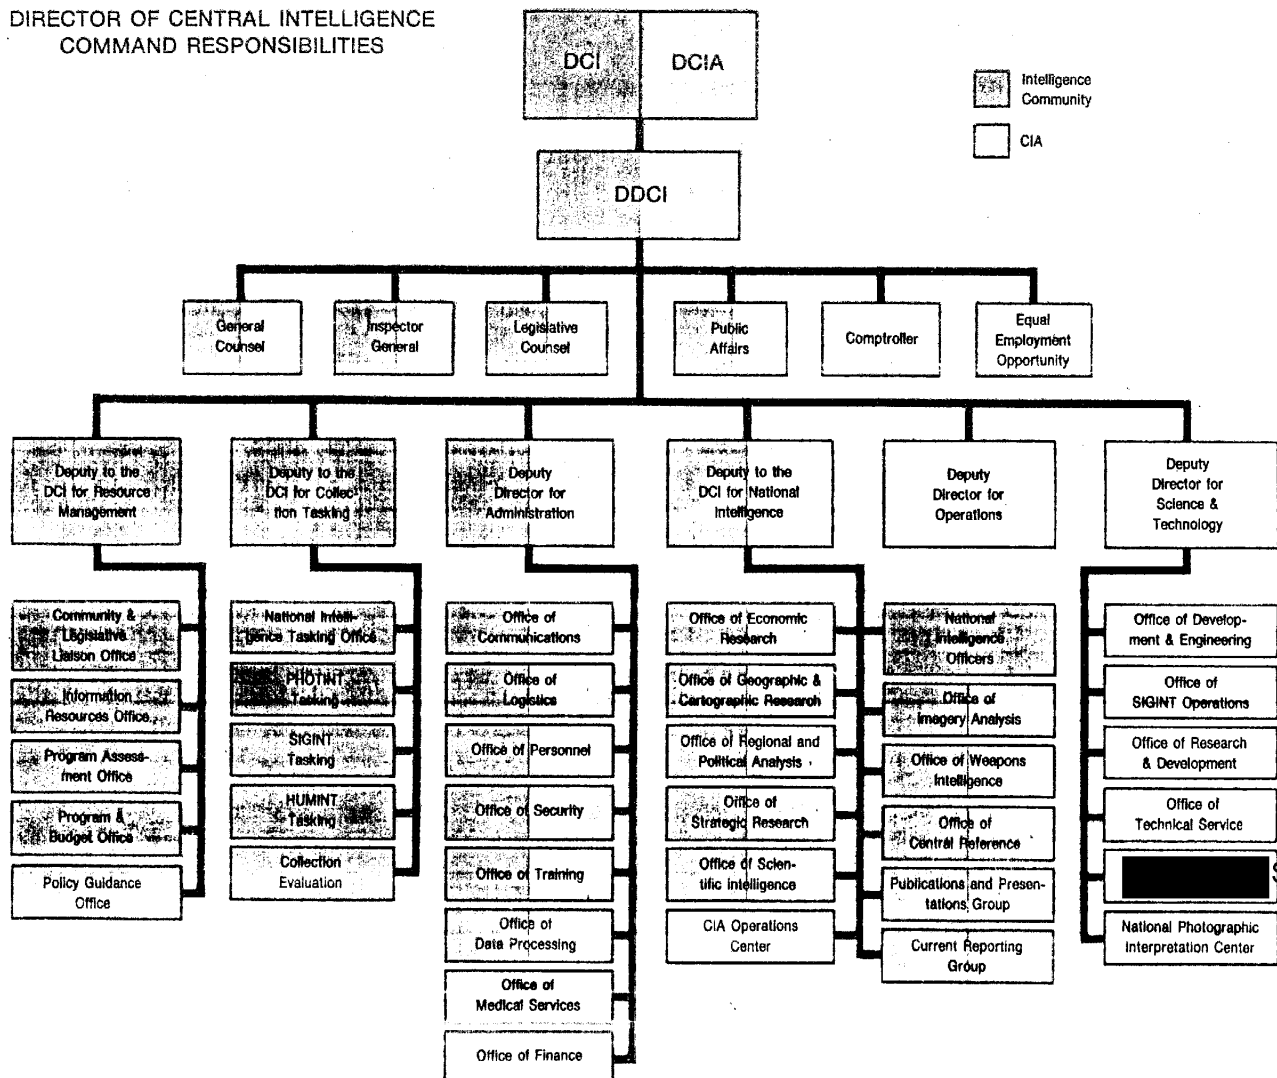 DIRECTOR OF CENTRAL INTELLIGENCE
COMMAND RESPONSIBILITIES
DCI
DCIA
Intelligence
Community
CIA
DDCI
General
Counsel
Inspector
General
Legislative
Counsel
Public
Affairs
Comptroller
Equal
Employment
Opportunity
Deputy to the
DCI for Resource
Management
Deputy to the
DCI for Collec-
tion Tasking
Deputy
Director for
Administration
Deputy to the
DCI for National
Intelligence
Deputy
Director for
Operations
Deputy
Director for
Science &
Technology
Community &
Legislative
Liaison Office
Information
Resources Office
Program Assess-
ment Office
Program &
Budget Office
Policy Guidance
Office
National Intelli-
gence Tasking Office
PHOTINT
Tasking
SIGINT
Tasking
HUMINT
Tasking
Collection
Evaluation
Office of
Communications
Office of
Logistics
Office of Personnel
Office of Security
Office of Training
Office of
Data Processing
Office of
Medical Services
Office of Finance
Office of Economic
Research
Office of Geographic &
Cartographic Research
Office of Regional and
Political Analysis
Office of
Strategic Research
Office of Scien-
tific Intelligence
CIA Operations
Center
National
Intelligence
Officers
Office of
Imagery Analysis
Office of Weapons
Intelligence
Office of
Central Reference
Publications and Presen-
tations Group
Current Reporting
Group
Office of Develop-
ment & Engineering
Office of
SIGINT Operations
Office of Research
& Development
Office of
Technical Service
National Photographic
Interpretation Center